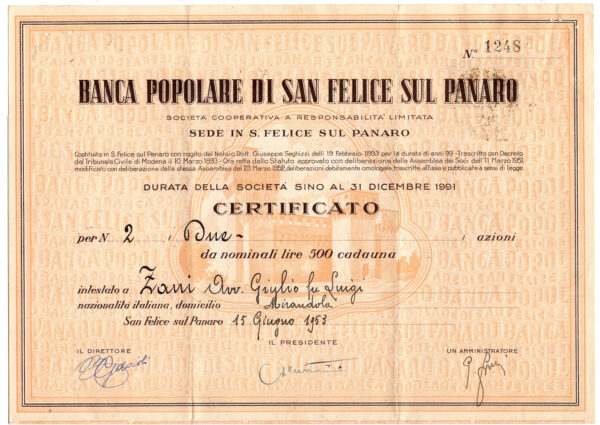 Nº 1248
BANCA POPOLARE DI SAN FELICE SUL PANARO
SOCIETÀ COOPERATIVA A RESPONSABILITÀ LIMITATA
SEDE IN S. FELICE SUL PANARO
Costituita in S. Felice sul Panaro con rogito del Notaio Dott. Giuseppe Seghizzi delli 19 Febbraio 1893 per la durata di anni 99 - Trascritto con Decreto
del Tribunale Civile di Modena il 10 Marzo 1893 - Ora retta dallo Statuto approvato con deliberazione della Assemblea dei Soci dell'11 Marzo 1951
modificato con deliberazione della stessa Assemblea del 23 Marzo 1952, deliberazioni debitamente omologate, trascritte, affisse e pubblicate a sensi di legge
DURATA DELLA SOCIETÀ SINO AL 31 DICEMBRE 1991
CERTIFICATO
per N 2 ( Due - ) azioni
da nominali lire 500 cadauna
intestato a Zani Avv. Giulio fu Luigi
nazionalità italiana, domicilio Mirandola
San Felice sul Panaro 15 Giugno 1953
IL DIRETTORE IL PRESIDENTE UN AMMINISTRATORE